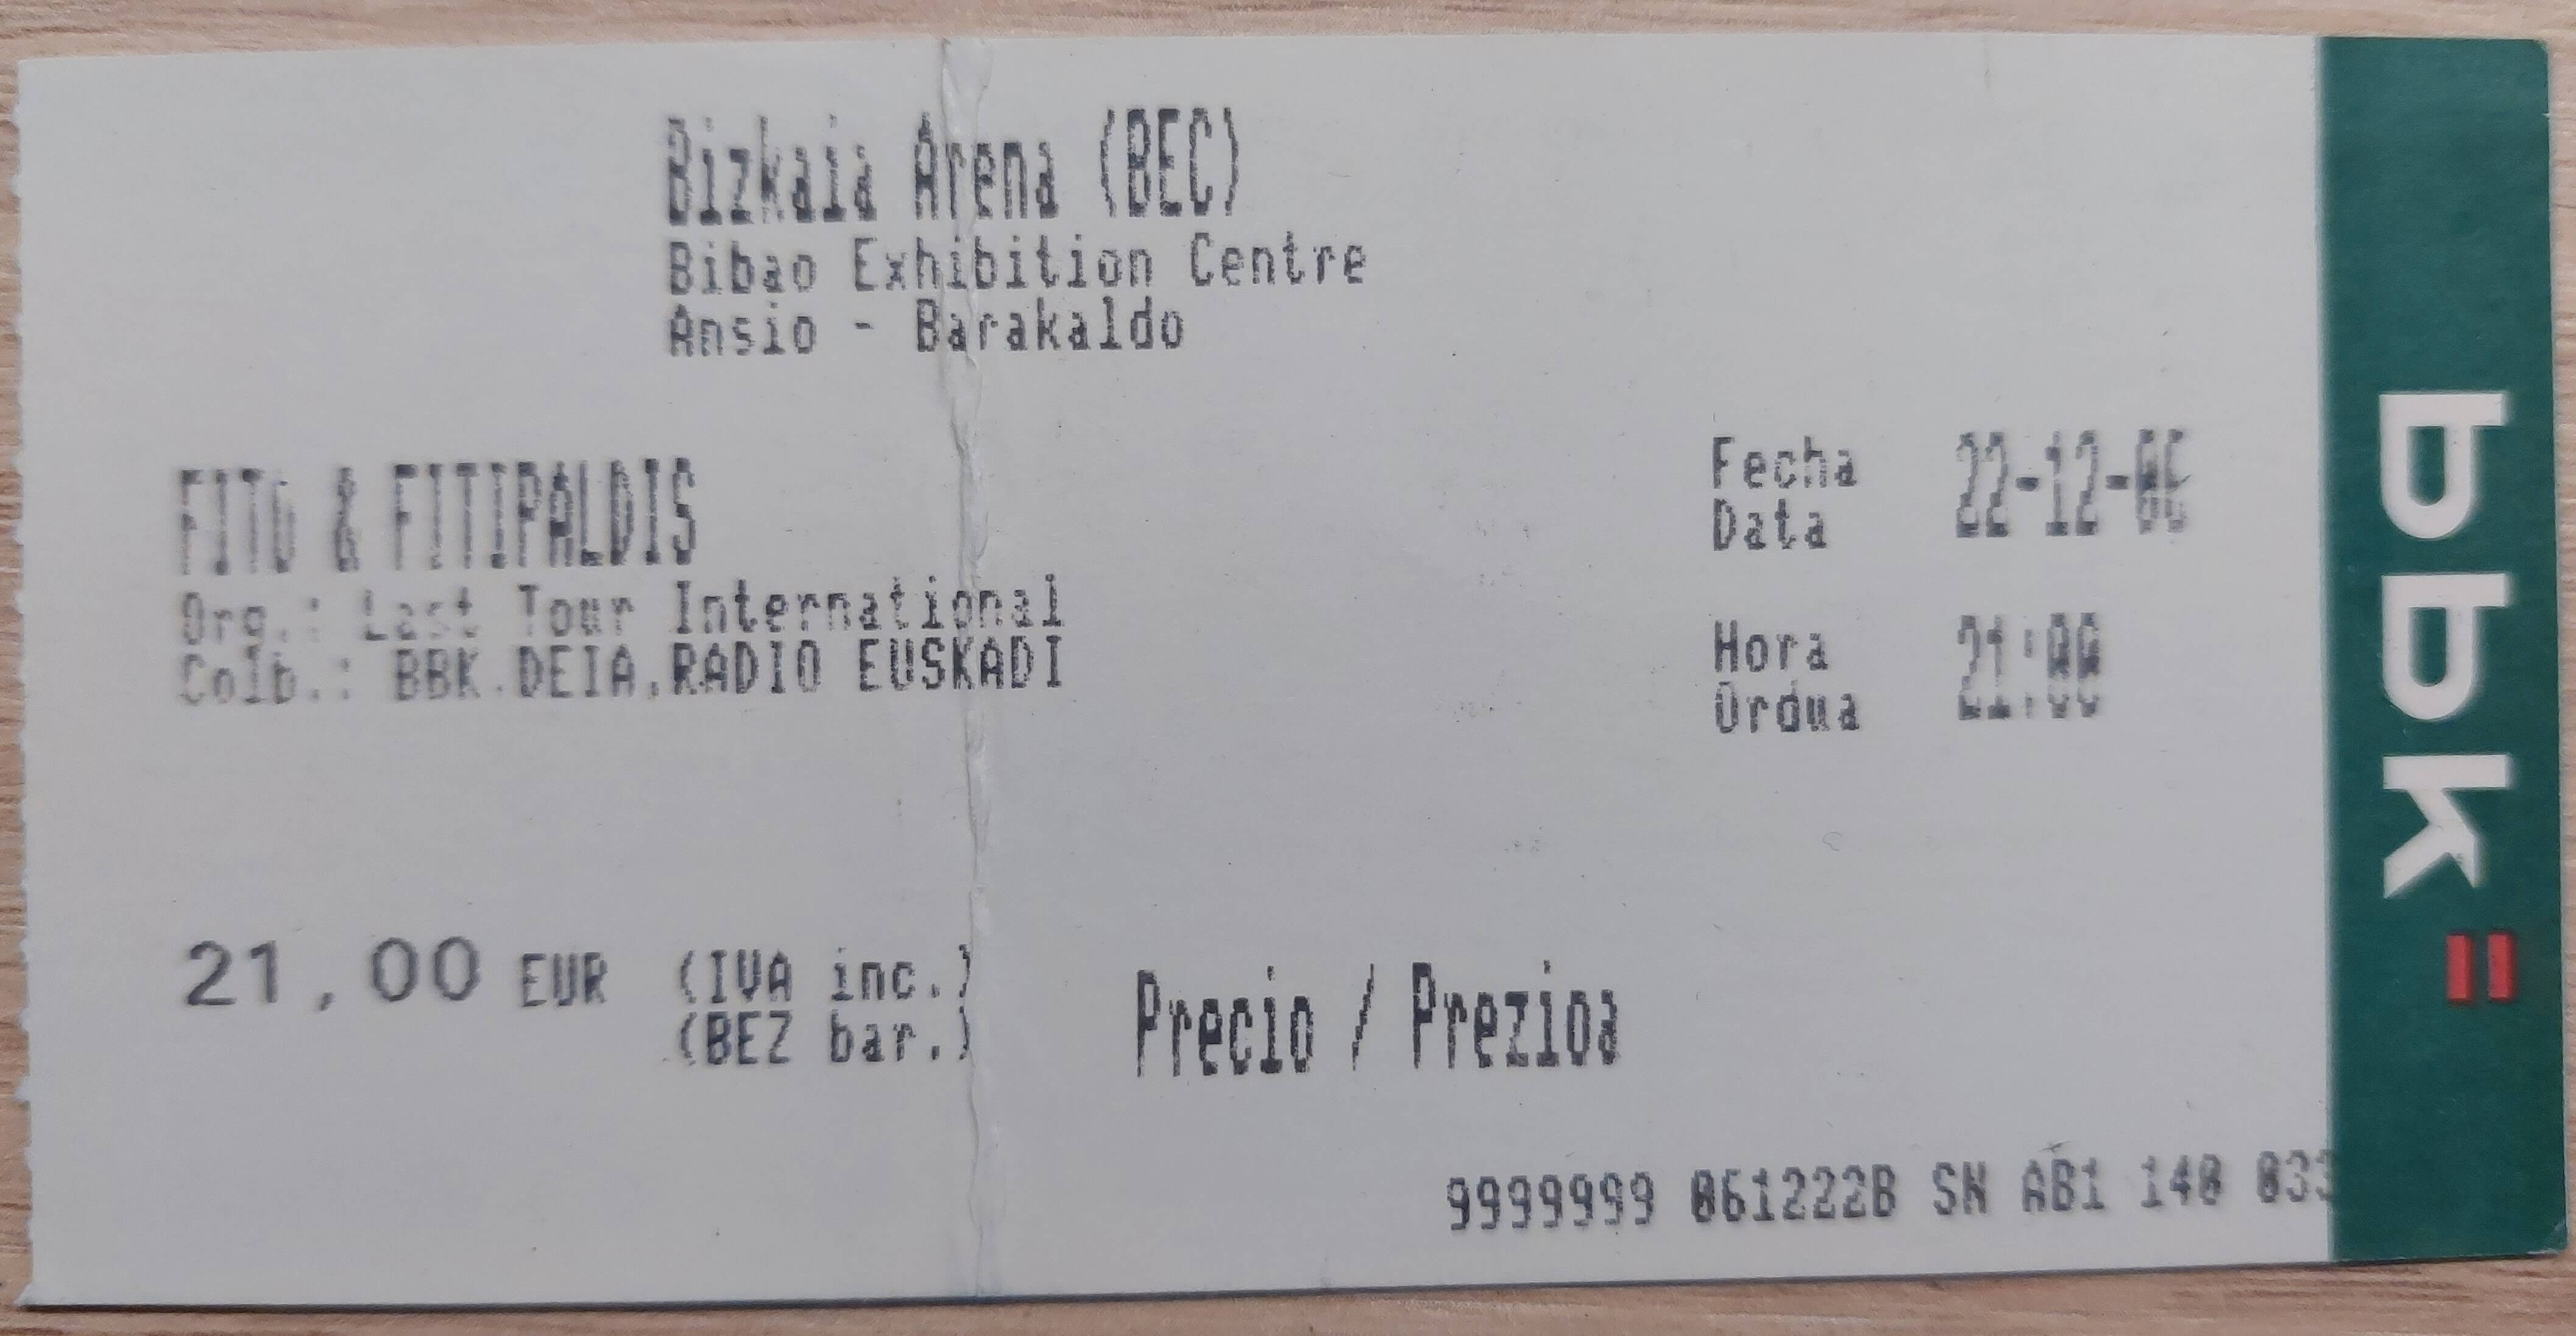 Bizkaia Arena (BEC)
Bibao Exhibition Centre
Ansio - Barakaldo
FITO & FITIPALDIS
Org.: Last Tour International
Colb.: BBK.DEIA.RADIO EUSKADI
Fecha
Data
22-12-06
Hora
Ordua
21:00
21,00 EUR (IVA inc.)
(BEZ bar.)
Precio / Prezioa
9999999 061222B SN AB1 140 033
bbk